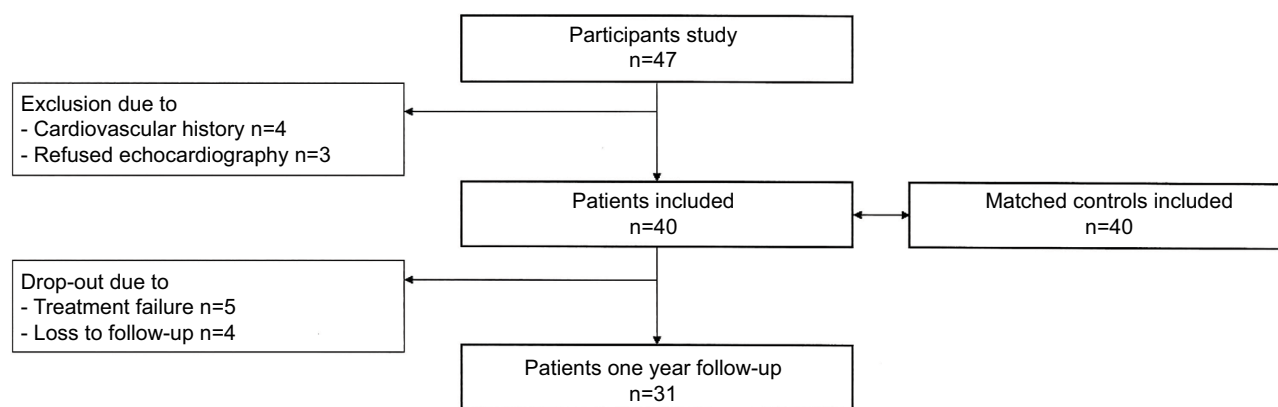 Participants study
n=47
Exclusion due to
- Cardiovascular history n=4
- Refused echocardiography n=3
Patients included
n=40
Matched controls included
n=40
Drop-out due to
- Treatment failure n=5
- Loss to follow-up n=4
Patients one year follow-up
n=31